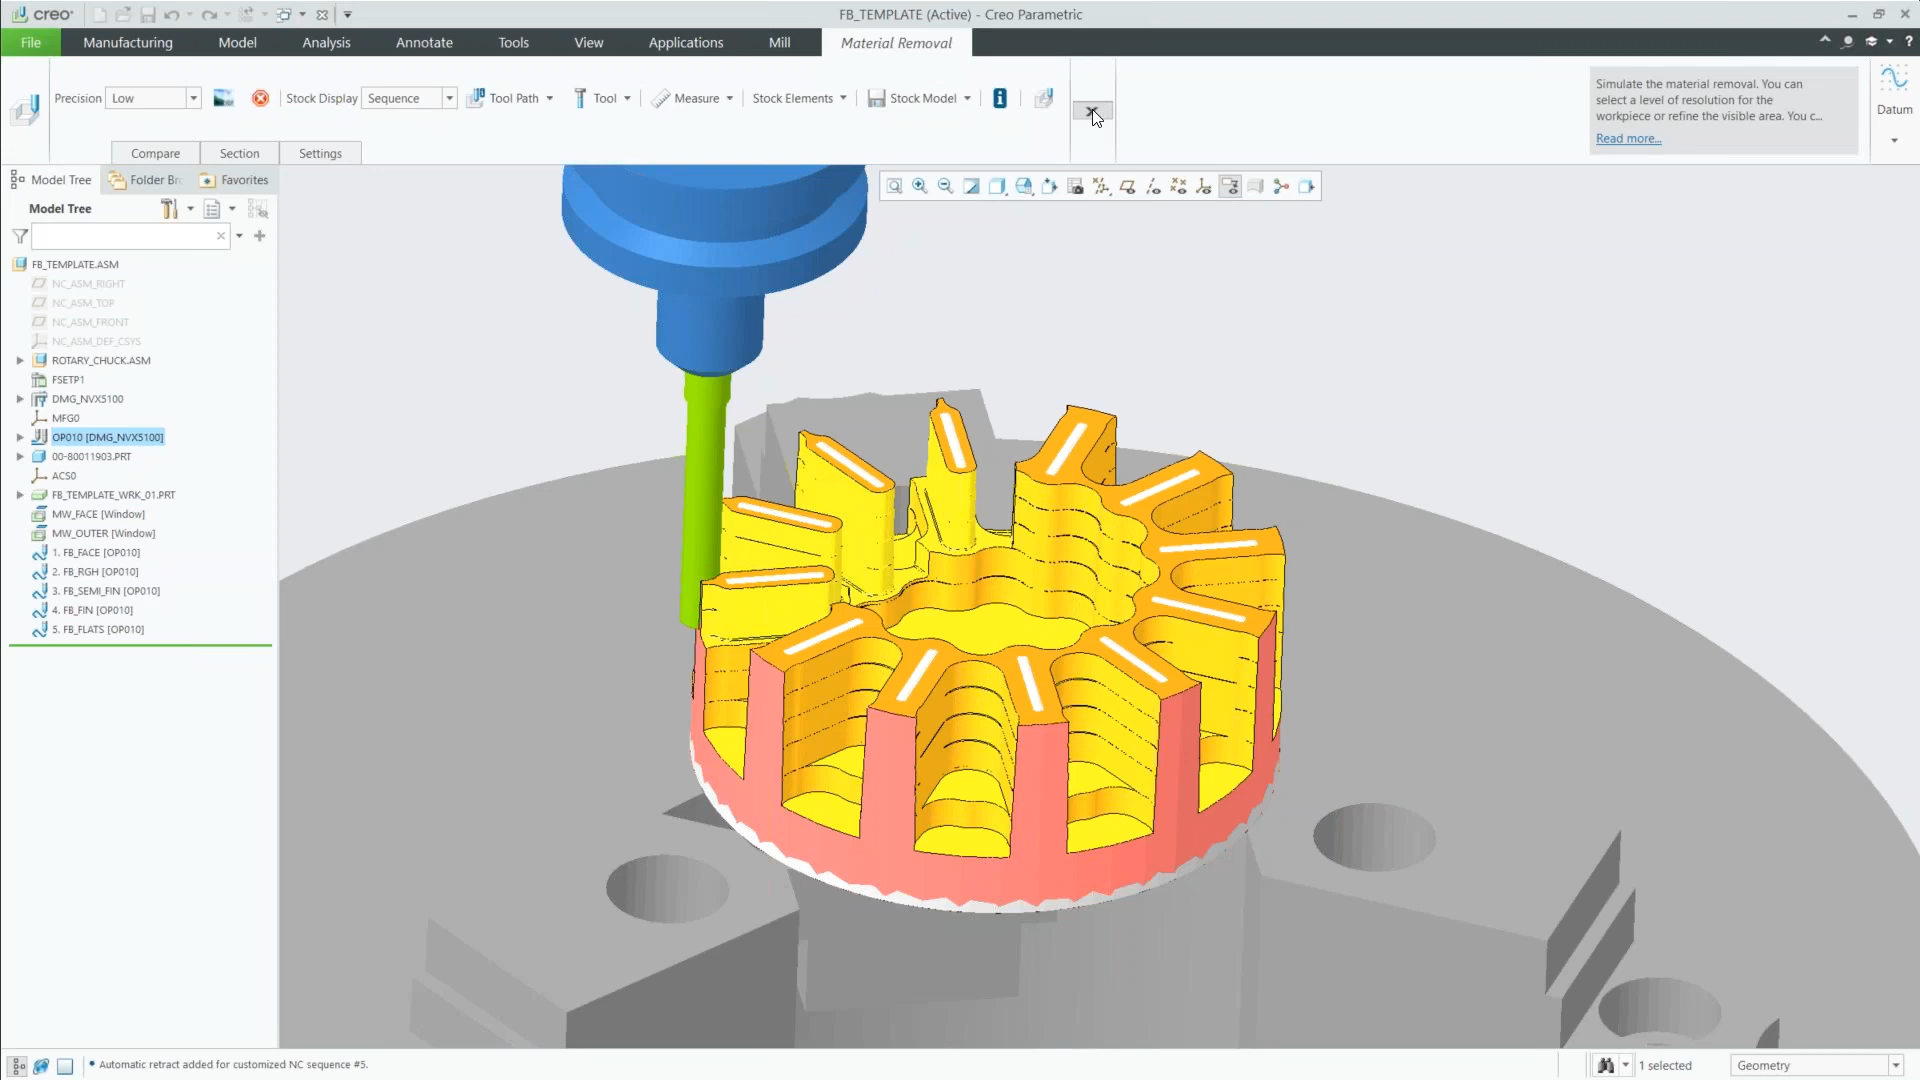 creo
FB_TEMPLATE (Active) - Creo Parametric
File
Manufacturing
Model
Analysis
Annotate
Tools
View
Applications
Mill
Material Removal
Precision
Low
Stock Display
Sequence
Tool Path
Tool
Measure
Stock Elements
Stock Model
Simulate the material removal. You can
select a level of resolution for the
workpiece or refine the visible area. You c...
Read more...
Datum
Compare
Section
Settings
Model Tree
Folder Br
Favorites
Model Tree
FB_TEMPLATE.ASM
NC_ASM_RIGHT
NC_ASM_TOP
NC_ASM_FRONT
NC_ASM_DEF_CSYS
ROTARY_CHUCK.ASM
FSETP1
DMG_NVX5100
MFG0
OP010 [DMG_NVX5100]
00-80011903.PRT
ACS0
FB_TEMPLATE_WRK_01.PRT
MW_FACE [Window]
MW_OUTER [Window]
1. FB_FACE [OP010]
2. FB_RGH [OP010]
3. FB_SEMI_FIN [OP010]
4. FB_FIN [OP010]
5. FB_FLATS [OP010]
• Automatic retract added for customized NC sequence #5.
1 selected
Geometry